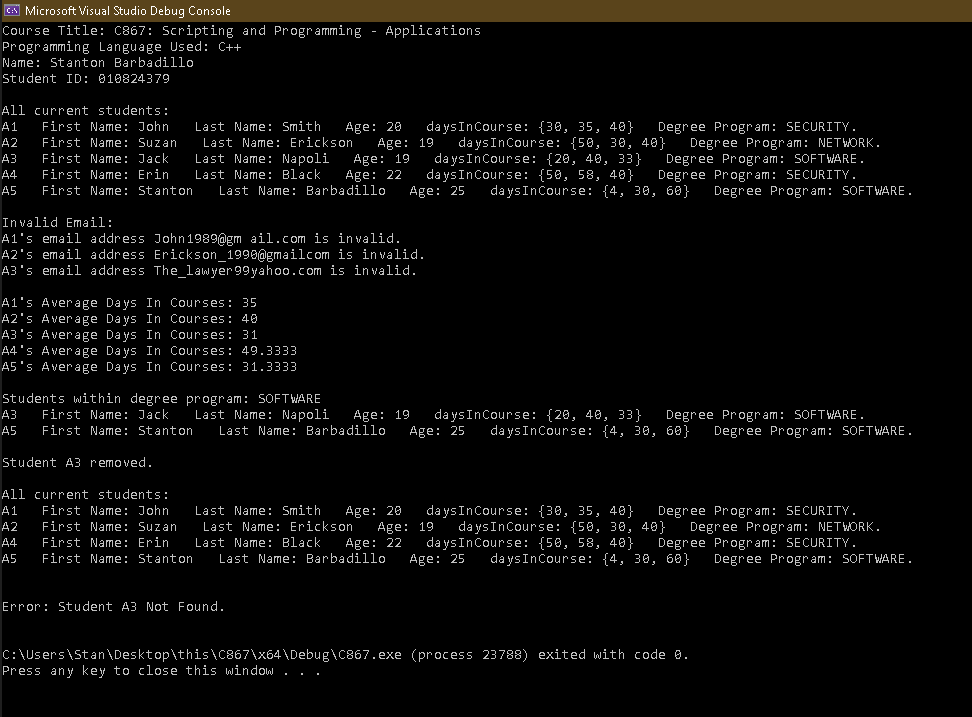 Microsoft Visual Studio Debug Console
Course Title: C867: Scripting and Programming - Applications
Programming Language Used: C++
Name: Stanton Barbadillo
Student ID: 010824379
All current students:
A1 First Name: John Last Name: Smith Age: 20 daysInCourse: {30, 35, 40} Degree Program: SECURITY.
A2 First Name: Suzan Last Name: Erickson Age: 19 daysInCourse: {50, 30, 40} Degree Program: NETWORK.
A3 First Name: Jack Last Name: Napoli Age: 19 daysInCourse: {20, 40, 33} Degree Program: SOFTWARE.
A4 First Name: Erin Last Name: Black Age: 22 daysInCourse: {50, 58, 40} Degree Program: SECURITY.
A5 First Name: Stanton Last Name: Barbadillo Age: 25 daysInCourse: {4, 30, 60} Degree Program: SOFTWARE.
Invalid Email:
A1's email address John1989@gm ail.com is invalid.
A2's email address Erickson_1990@gmailcom is invalid.
A3's email address The_lawyer99yahoo.com is invalid.
A1's Average Days In Courses: 35
A2's Average Days In Courses: 40
A3's Average Days In Courses: 31
A4's Average Days In Courses: 49.3333
A5's Average Days In Courses: 31.3333
Students within degree program: SOFTWARE
A3 First Name: Jack Last Name: Napoli Age: 19 daysInCourse: {20, 40, 33} Degree Program: SOFTWARE.
A5 First Name: Stanton Last Name: Barbadillo Age: 25 daysInCourse: {4, 30, 60} Degree Program: SOFTWARE.
Student A3 removed.
All current students:
A1 First Name: John Last Name: Smith Age: 20 daysInCourse: {30, 35, 40} Degree Program: SECURITY.
A2 First Name: Suzan Last Name: Erickson Age: 19 daysInCourse: {50, 30, 40} Degree Program: NETWORK.
A4 First Name: Erin Last Name: Black Age: 22 daysInCourse: {50, 58, 40} Degree Program: SECURITY.
A5 First Name: Stanton Last Name: Barbadillo Age: 25 daysInCourse: {4, 30, 60} Degree Program: SOFTWARE.
Error: Student A3 Not Found.
C:\Users\Stan\Desktop\this\C867\x64\Debug\C867.exe (process 23788) exited with code 0.
Press any key to close this window . . .